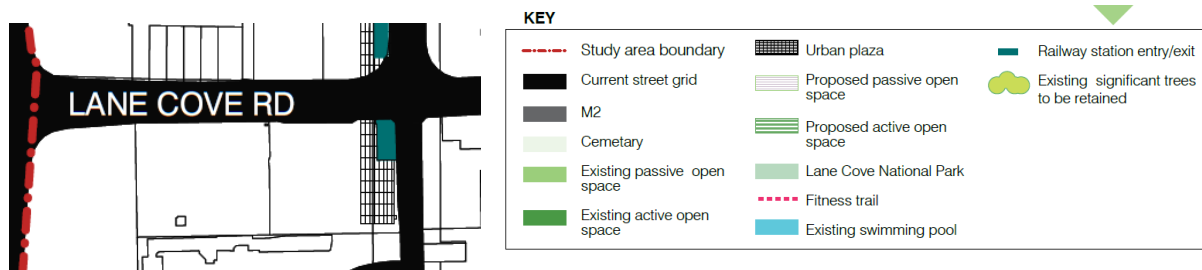 LANE COVE RD
KEY
Study area boundary
Current street grid
M2
Cemetary
Existing passive open
space
Existing active open
space
Urban plaza
Proposed passive open
space
Proposed active open
space
Lane Cove National Park
Fitness trail
Existing swimming pool
Railway station entry/exit
Existing significant trees
to be retained